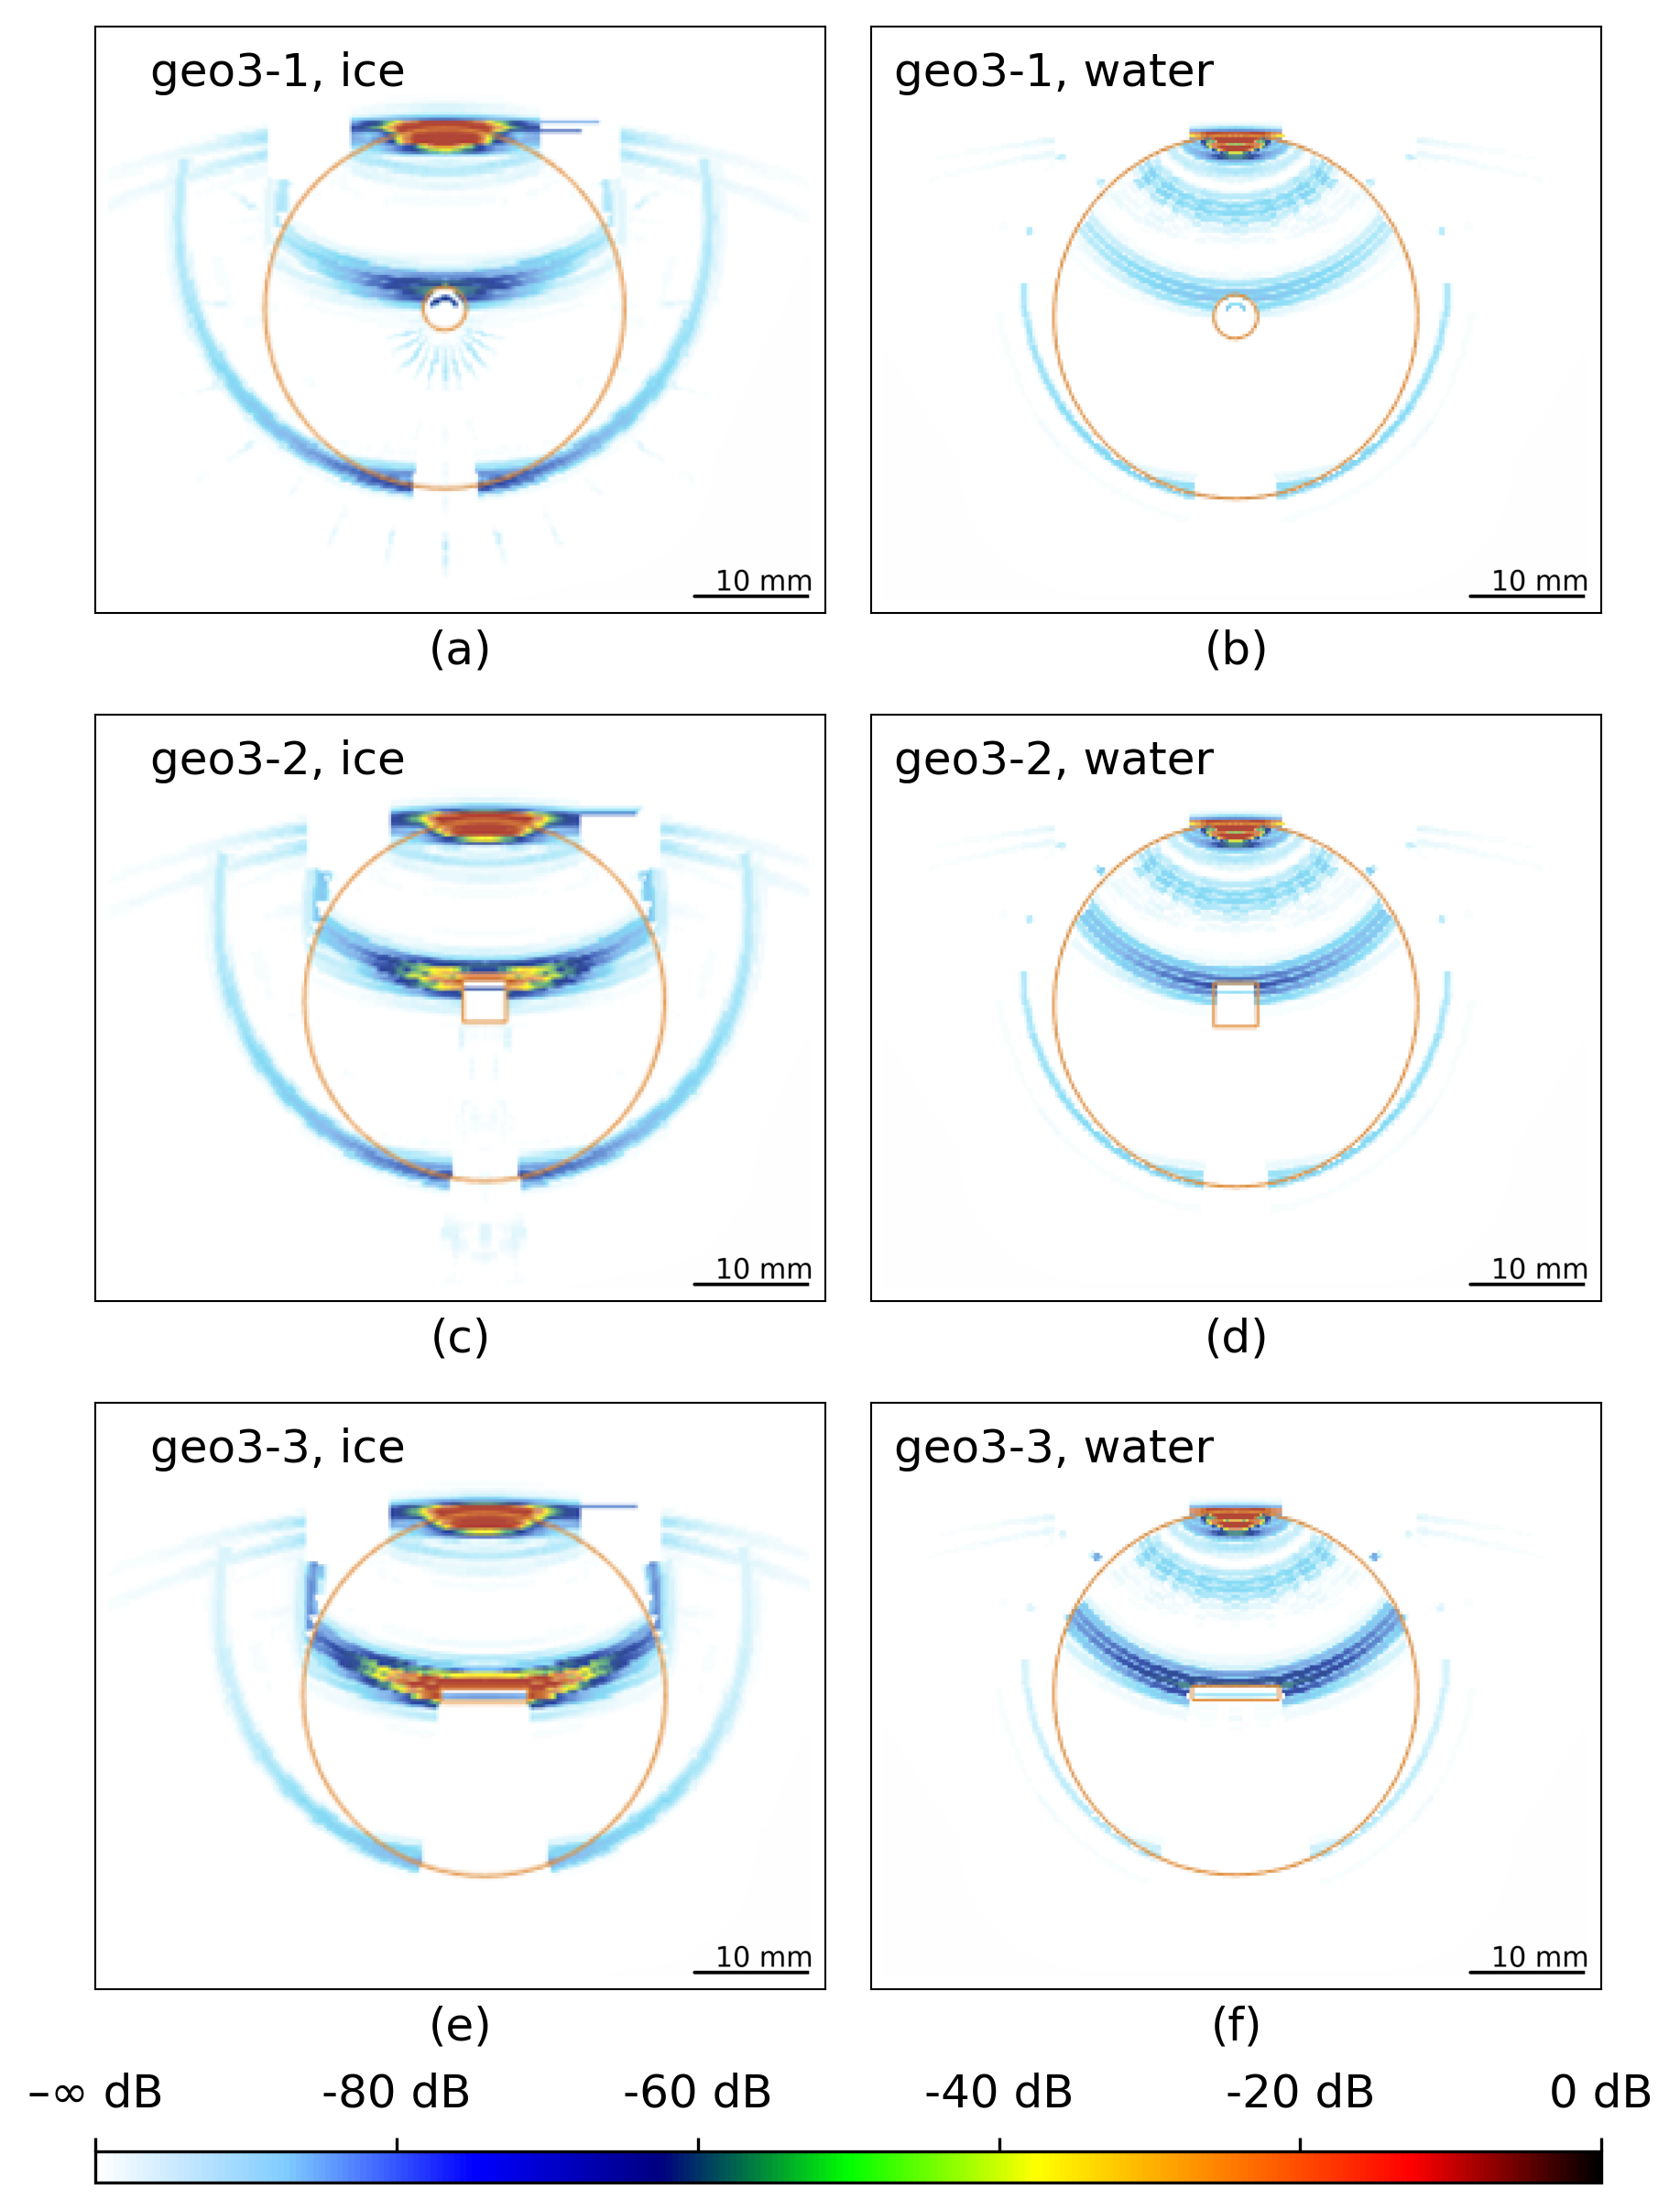 geo3-1, ice
geo3-1, water
10 mm
10 mm
(a)
(b)
geo3-2, ice
geo3-2, water
10 mm
10 mm
(c)
(d)
geo3-3, ice
geo3-3, water
10 mm
10 mm
(e)
(f)
–∞ dB
-80 dB
-60 dB
-40 dB
-20 dB
0 dB